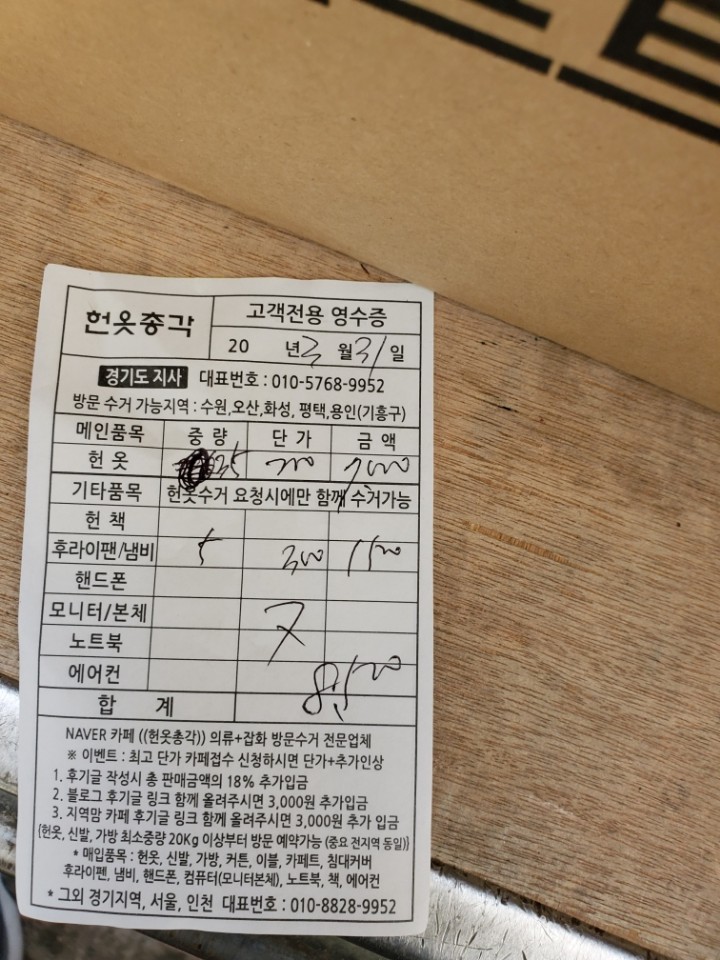 헌옷총각
고객전용 영수증
20 년 3 월 31 일
경기도 지사 대표번호 : 010-5768-9952
방문 수거 가능지역 : 수원,오산,화성, 평택,용인(기흥구)
메인품목 중 량 단 가 금 액
헌 옷 35 200 7000
기타품목 헌옷수거 요청시에만 함께 수거가능
헌 책
후라이팬/냄비 5 300 1500
핸드폰
모니터/본체
노트북
에어컨
합 계 8,500
NAVER 카페 ((헌옷총각)) 의류+잡화 방문수거 전문업체
※ 이벤트 : 최고 단가 카페접수 신청하시면 단가+추가인상
1. 후기글 작성시 총 판매금액의 18% 추가입금
2. 블로그 후기글 링크 함께 올려주시면 3,000원 추가입금
3. 지역맘 카페 후기글 링크 함께 올려주시면 3,000원 추가 입금
{헌옷, 신발, 가방 최소중량 20Kg 이상부터 방문 예약가능 (중요 전지역 동일)}
* 매입품목 : 헌옷, 신발, 가방, 커튼, 이불, 카페트, 침대커버
후라이펜, 냄비, 핸드폰, 컴퓨터(모니터본체), 노트북, 책, 에어컨
* 그외 경기지역, 서울, 인천 대표번호 : 010-8828-9952